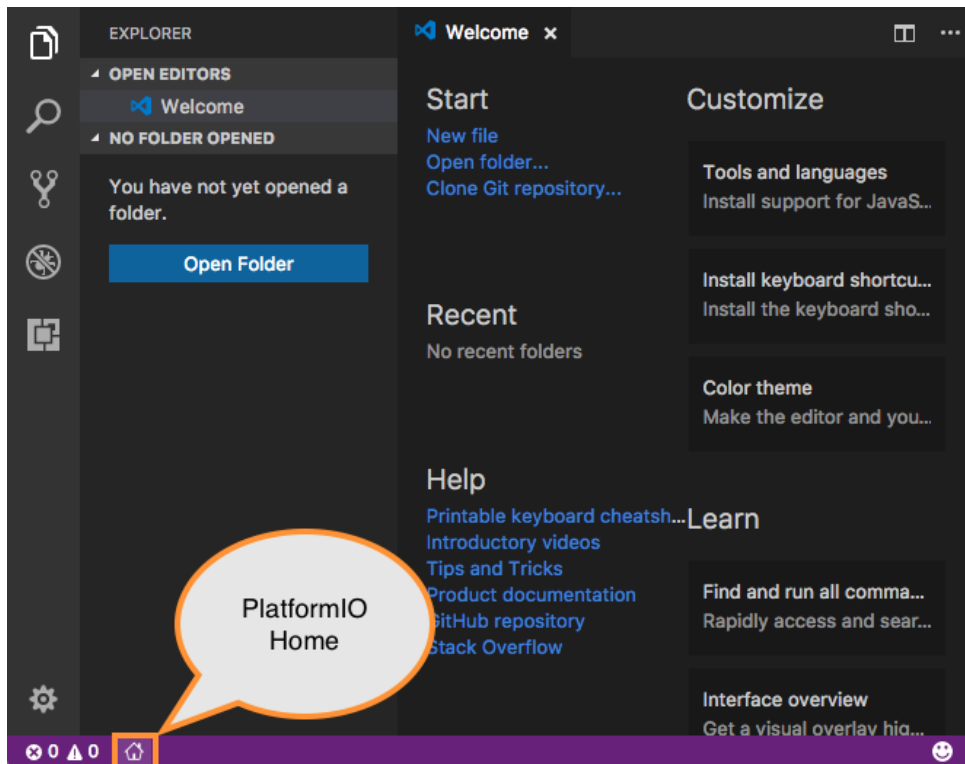 EXPLORER
OPEN EDITORS
Welcome
NO FOLDER OPENED
You have not yet opened a
folder.
Open Folder
Welcome
Start
New file
Open folder...
Clone Git repository...
Recent
No recent folders
Help
Printable keyboard cheatsh...
Introductory videos
Tips and Tricks
Product documentation
GitHub repository
Stack Overflow
Customize
Tools and languages
Install support for JavaS...
Install keyboard shortcu...
Install the keyboard sho...
Color theme
Make the editor and you...
Learn
Find and run all comma...
Rapidly access and sear...
Interface overview
Get a visual overlay hig...
PlatformIO
Home
0 0